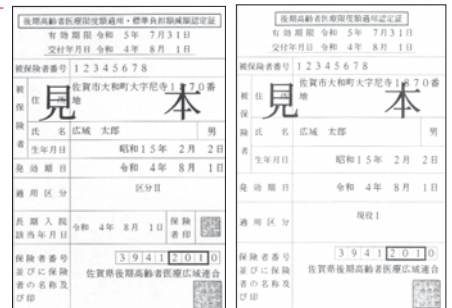 後期高齢者医療限度額適用・標準負担額減額認定証
有効期限 令和 5年 7月31日
交付年月日 令和 4年 8月 1日
被保険者番号 12345678
被保険者
住所 佐賀市大和町大字尼寺1870番地
氏名 広域 太郎 男
生年月日 昭和15年 2月 2日
発効期日 令和 4年 8月 1日
適用区分 区分Ⅱ
長期入院該当年月日 令和 4年 8月 1日 保険者印
保険者番号並びに保険者の名称及び印
39412010
佐賀県後期高齢者医療広域連合
見本
後期高齢者医療限度額適用認定証
有効期限 令和 5年 7月31日
交付年月日 令和 4年 8月 1日
被保険者番号 12345678
被保険者
住所 佐賀市大和町大字尼寺1870番地
氏名 広域 太郎 男
生年月日 昭和15年 2月 2日
発効期日 令和 4年 8月 1日
適用区分 現役Ⅰ
保険者番号並びに保険者の名称及び印
39412010
佐賀県後期高齢者医療広域連合
見本